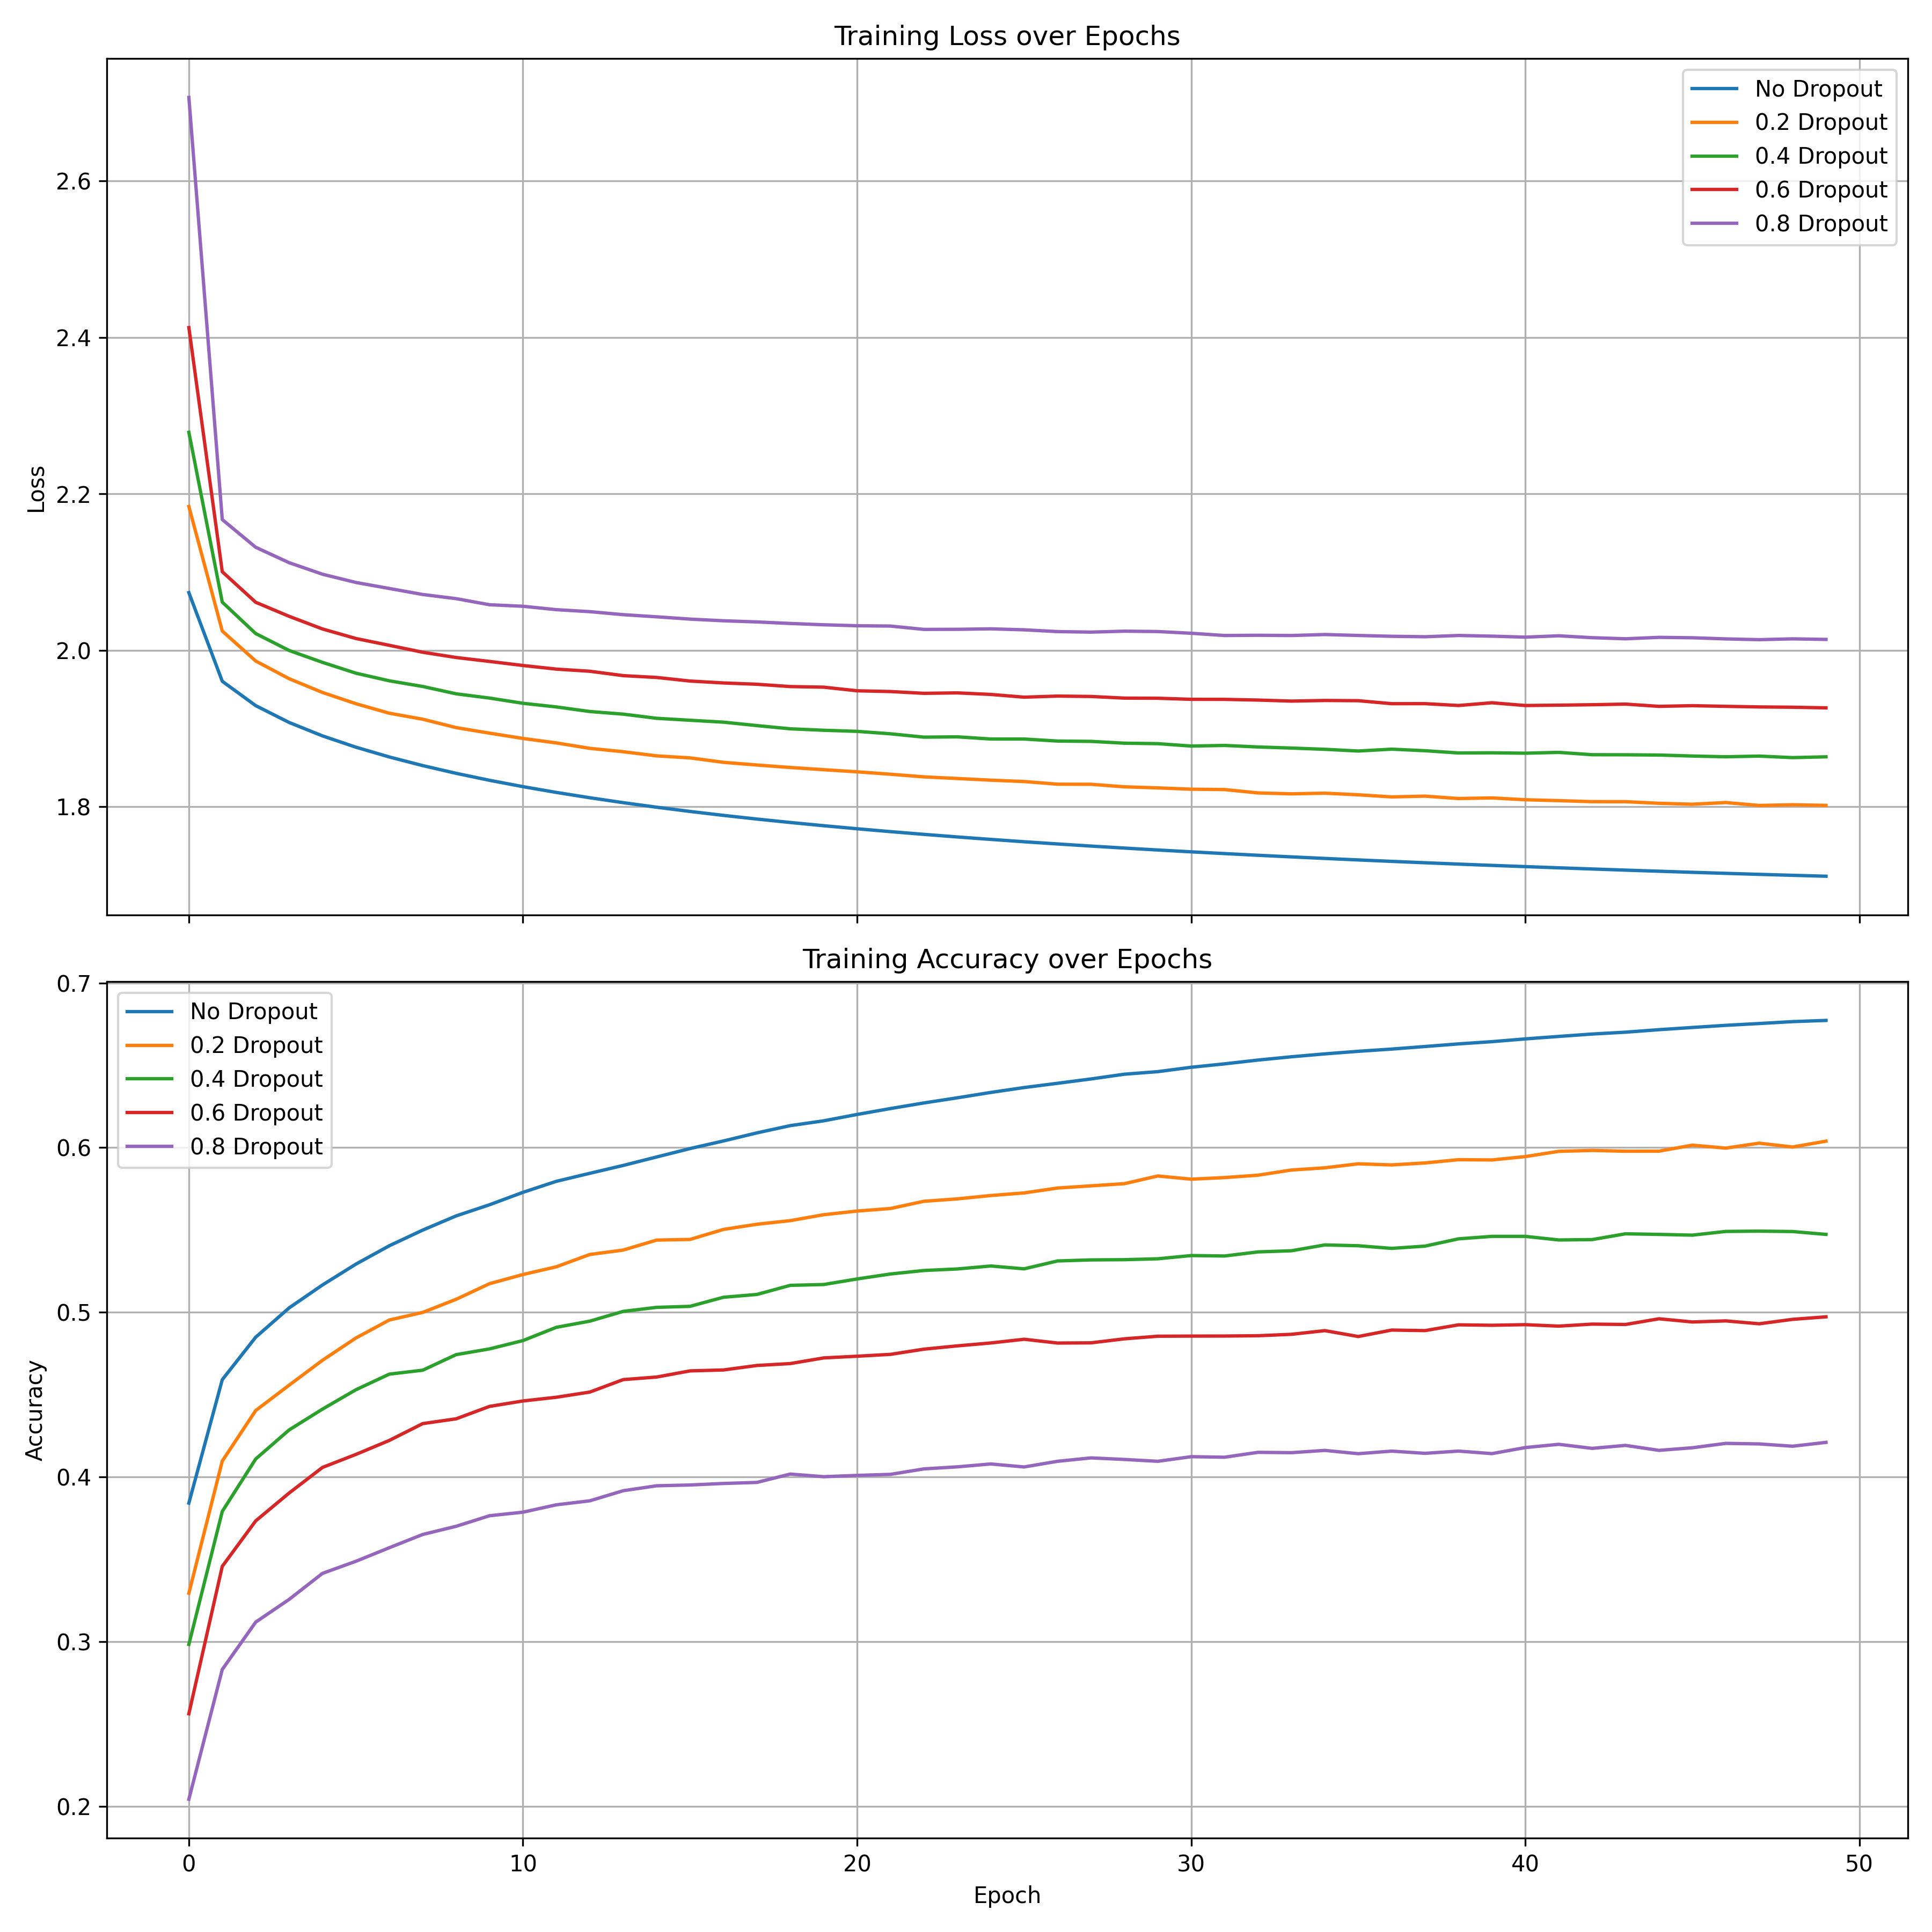 Training Loss over Epochs
Loss
2.6
2.4
2.2
2.0
1.8
No Dropout
0.2 Dropout
0.4 Dropout
0.6 Dropout
0.8 Dropout
Training Accuracy over Epochs
Accuracy
0.7
0.6
0.5
0.4
0.3
0.2
No Dropout
0.2 Dropout
0.4 Dropout
0.6 Dropout
0.8 Dropout
0 10 20 30 40 50
Epoch